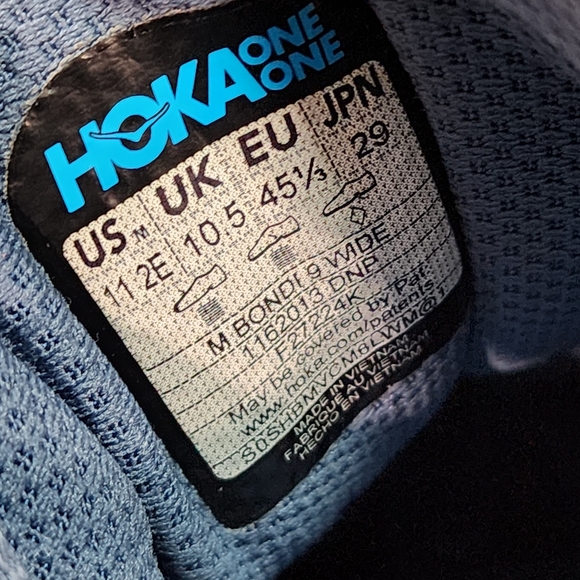 HOKA ONE ONE
US M UK EU JPN
11 2E 10.5 45⅓ 29
M BONDI 9 WIDE
1162013 DNP
F27224K
May be covered by Pat.
www.hoka.com/patents
MADE IN VIETNAM
FABRIQUÉ AU VIETNAM
HECHO EN VIETNAM